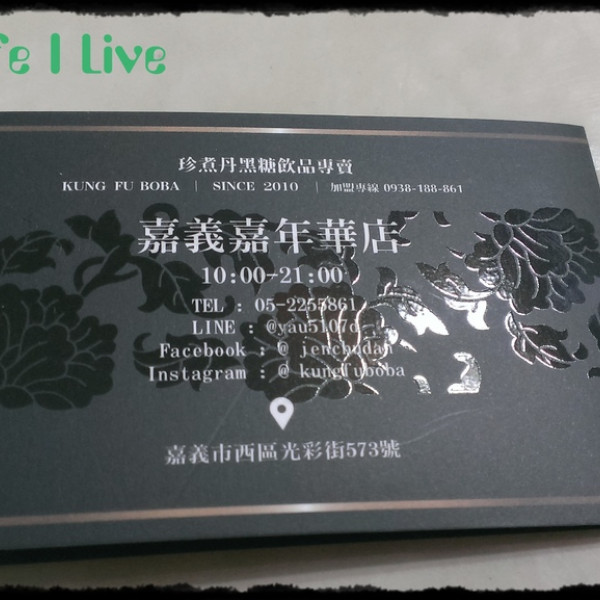 fe I Live
珍煮丹黑糖飲品專賣
KUNG FU BOBA | SINCE 2010 | 加盟專線 0938-188-861
嘉義嘉年華店
10:00-21:00
TEL : 05-2255861
LINE : @yau5107d
Facebook : @ jenchudan
Instagram : @ kungfuboba
嘉義市西區光彩街573號